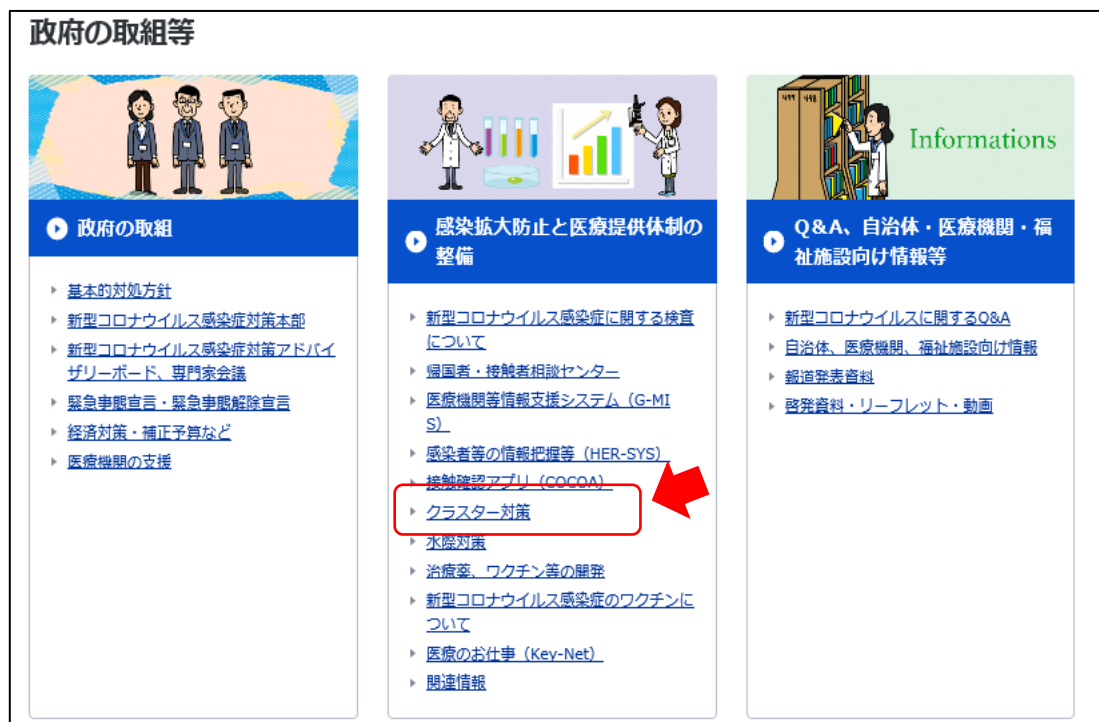 政府の取組等
政府の取組
基本的対処方針
新型コロナウイルス感染症対策本部
新型コロナウイルス感染症対策アドバイ
ザリーボード、専門家会議
緊急事態宣言・緊急事態解除宣言
経済対策・補正予算など
医療機関の支援
感染拡大防止と医療提供体制の
整備
新型コロナウイルス感染症に関する検査
について
帰国者・接触者相談センター
医療機関等情報支援システム（G-MI
S）
感染者等の情報把握等（HER-SYS）
接触確認アプリ（COCOA）
クラスター対策
水際対策
治療薬、ワクチン等の開発
新型コロナウイルス感染症のワクチンに
ついて
医療のお仕事（Key-Net）
関連情報
499 498
Informations
Q&A、自治体・医療機関・福
祉施設向け情報等
新型コロナウイルスに関するQ&A
自治体、医療機関、福祉施設向け情報
報道発表資料
啓発資料・リーフレット・動画